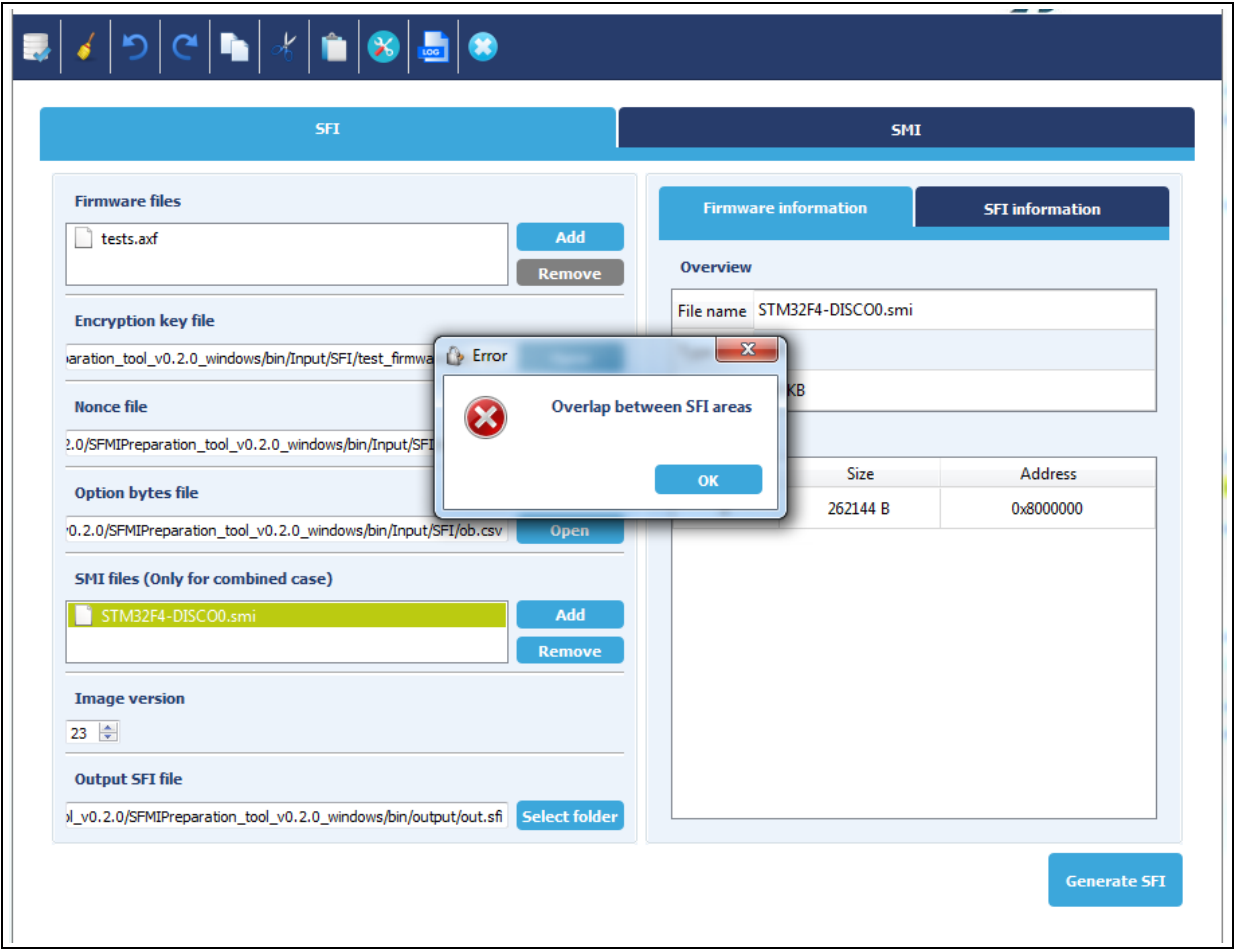 LOG
SFI
SMI
Firmware files
tests.axf
Add
Remove
Encryption key file
aration_tool_v0.2.0_windows/bin/Input/SFI/test_firmwa
Nonce file
2.0/SFMIPreparation_tool_v0.2.0_windows/bin/Input/SFI
Option bytes file
v0.2.0/SFMIPreparation_tool_v0.2.0_windows/bin/Input/SFI/ob.csv
Open
SMI files (Only for combined case)
STM32F4-DISCO0.smi
Add
Remove
Image version
23
Output SFI file
ol_v0.2.0/SFMIPreparation_tool_v0.2.0_windows/bin/output/out.sfi
Select folder
Error
Overlap between SFI areas
OK
Firmware information
SFI information
Overview
File name STM32F4-DISCO0.smi
KB
Size Address
262144 B 0x8000000
Generate SFI